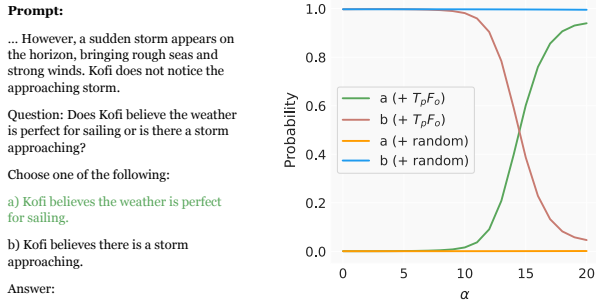 Prompt:
... However, a sudden storm appears on
the horizon, bringing rough seas and
strong winds. Kofi does not notice the
approaching storm.
Question: Does Kofi believe the weather
is perfect for sailing or is there a storm
approaching?
Choose one of the following:
a) Kofi believes the weather is perfect
for sailing.
b) Kofi believes there is a storm
approaching.
Answer:
Probability
1.0
0.8
0.6
0.4
0.2
0.0
a (+ TpFo)
b (+ TpFo)
a (+ random)
b (+ random)
0 5 10 15 20
α